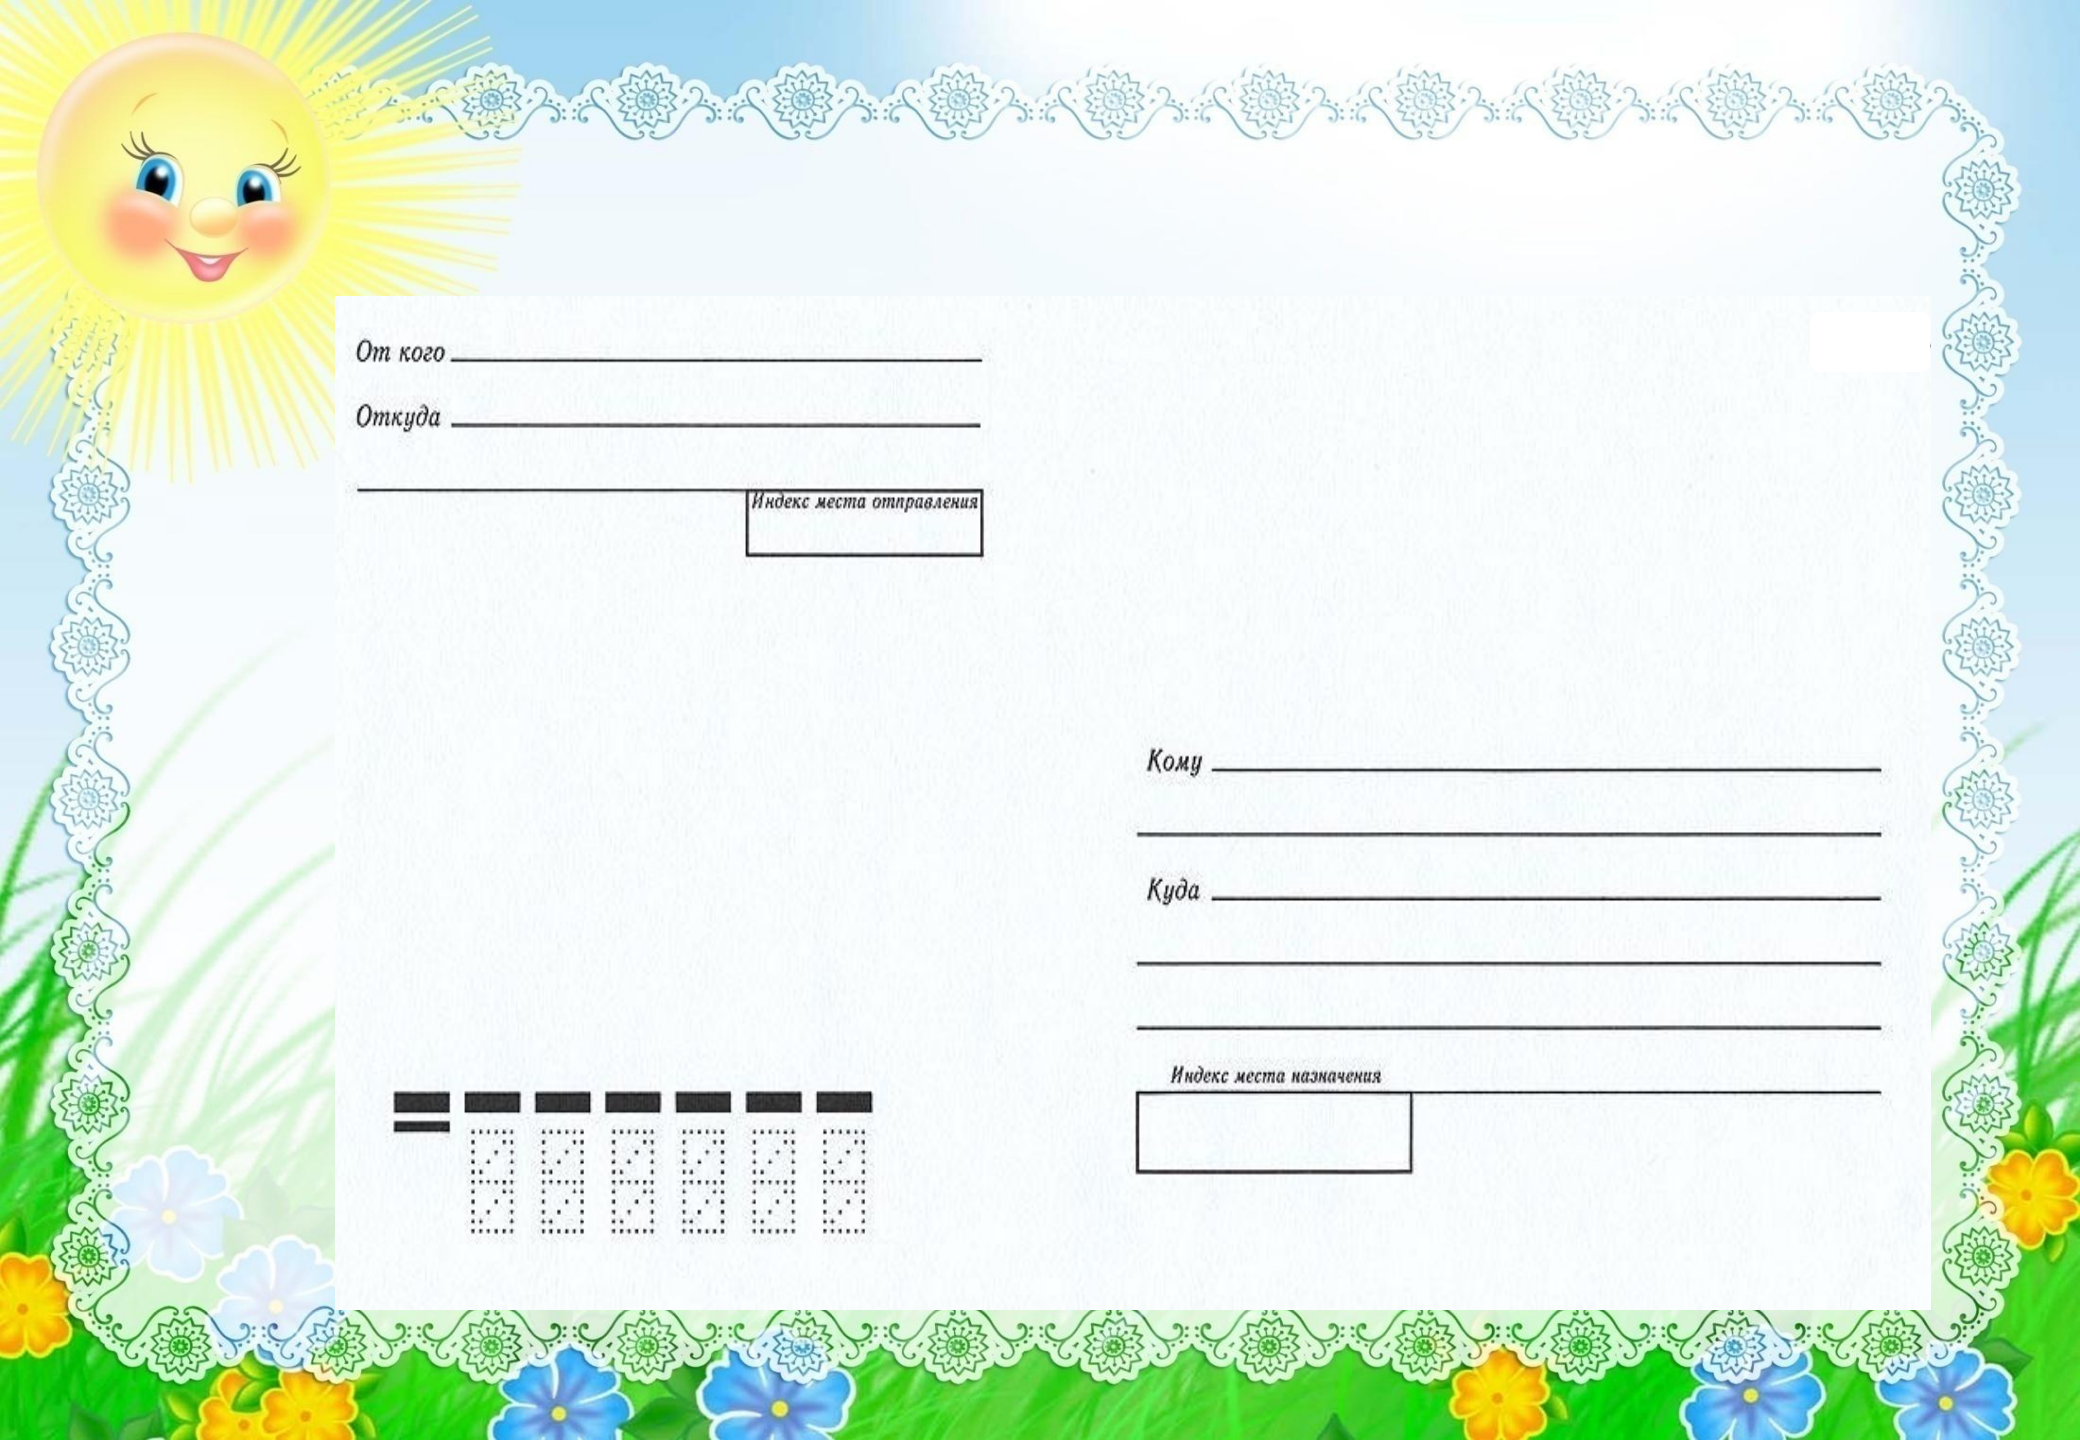 От кого
Откуда
Индекс места отправления
Кому
Куда
Индекс места назначения